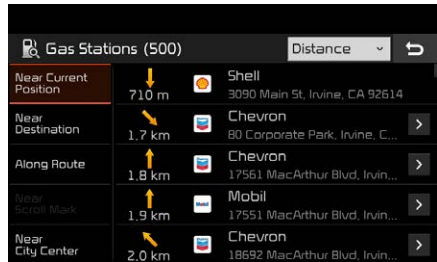 Gas Stations (500)
Distance
Near Current
Position
710 m
Shell
3090 Main St, Irvine, CA 92614
Near
Destination
1.7 km
Chevron
80 Corporate Park, Irvine, C...
Along Route
1.8 km
Chevron
17561 MacArthur Blvd, Irvin...
Near
Scroll Mark
1.9 km
Mobil
Mobil
17551 MacArthur Blvd, Irvin...
Near
City Center
2.0 km
Chevron
18692 MacArthur Blvd, Irvin...